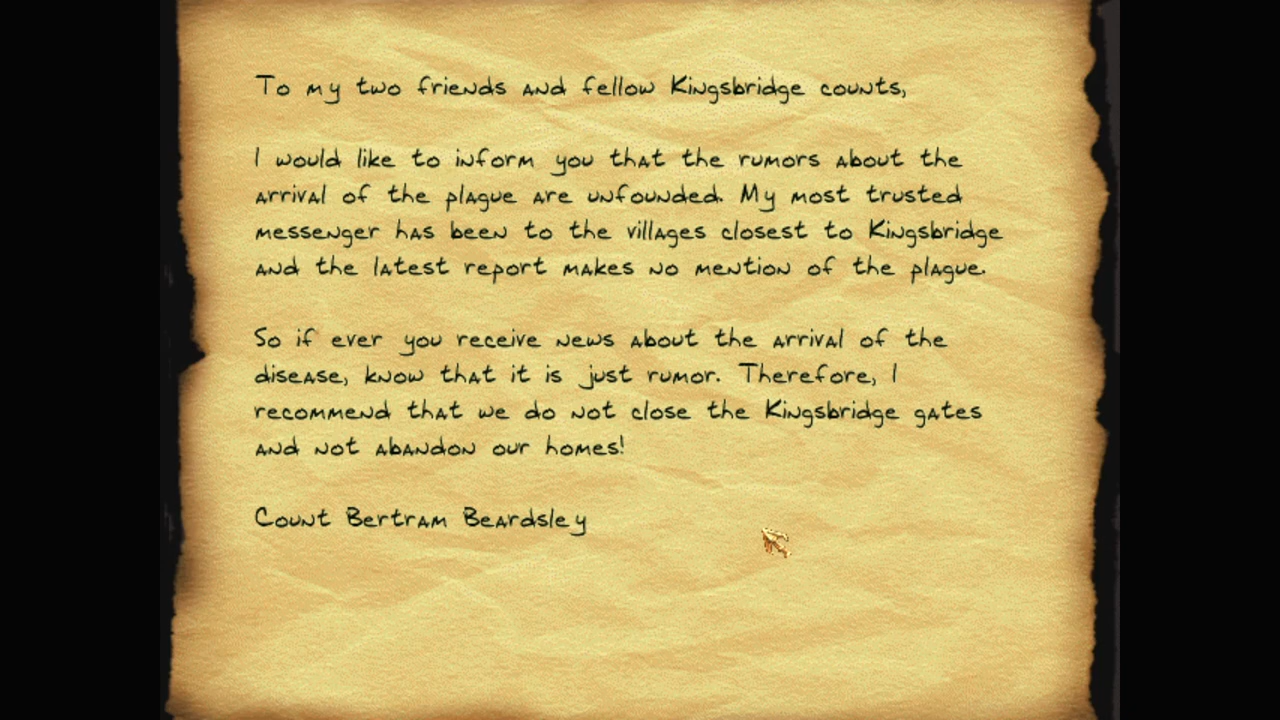 To my two friends and fellow Kingsbridge counts,
I would like to inform you that the rumors about the
arrival of the plague are unfounded. My most trusted
messenger has been to the villages closest to Kingsbridge
and the latest report makes no mention of the plague.
So if ever you receive news about the arrival of the
disease, know that it is just rumor. Therefore, I
recommend that we do not close the Kingsbridge gates
and not abandon our homes!
Count Bertram Beardsley